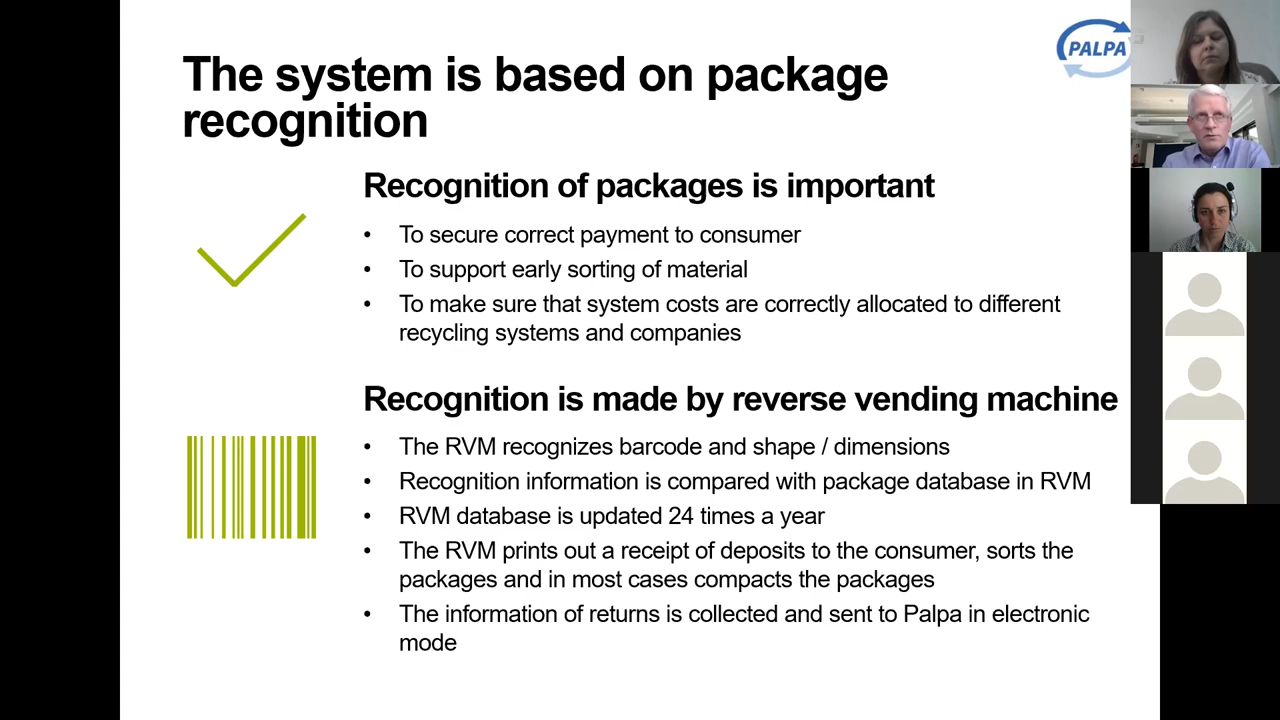 PALPA
The system is based on package
recognition
Recognition of packages is important
• To secure correct payment to consumer
• To support early sorting of material
• To make sure that system costs are correctly allocated to different
recycling systems and companies
Recognition is made by reverse vending machine
• The RVM recognizes barcode and shape / dimensions
• Recognition information is compared with package database in RVM
• RVM database is updated 24 times a year
• The RVM prints out a receipt of deposits to the consumer, sorts the
packages and in most cases compacts the packages
• The information of returns is collected and sent to Palpa in electronic
mode